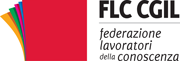 FLC CGIL
federazione
lavoratori
della conoscenza